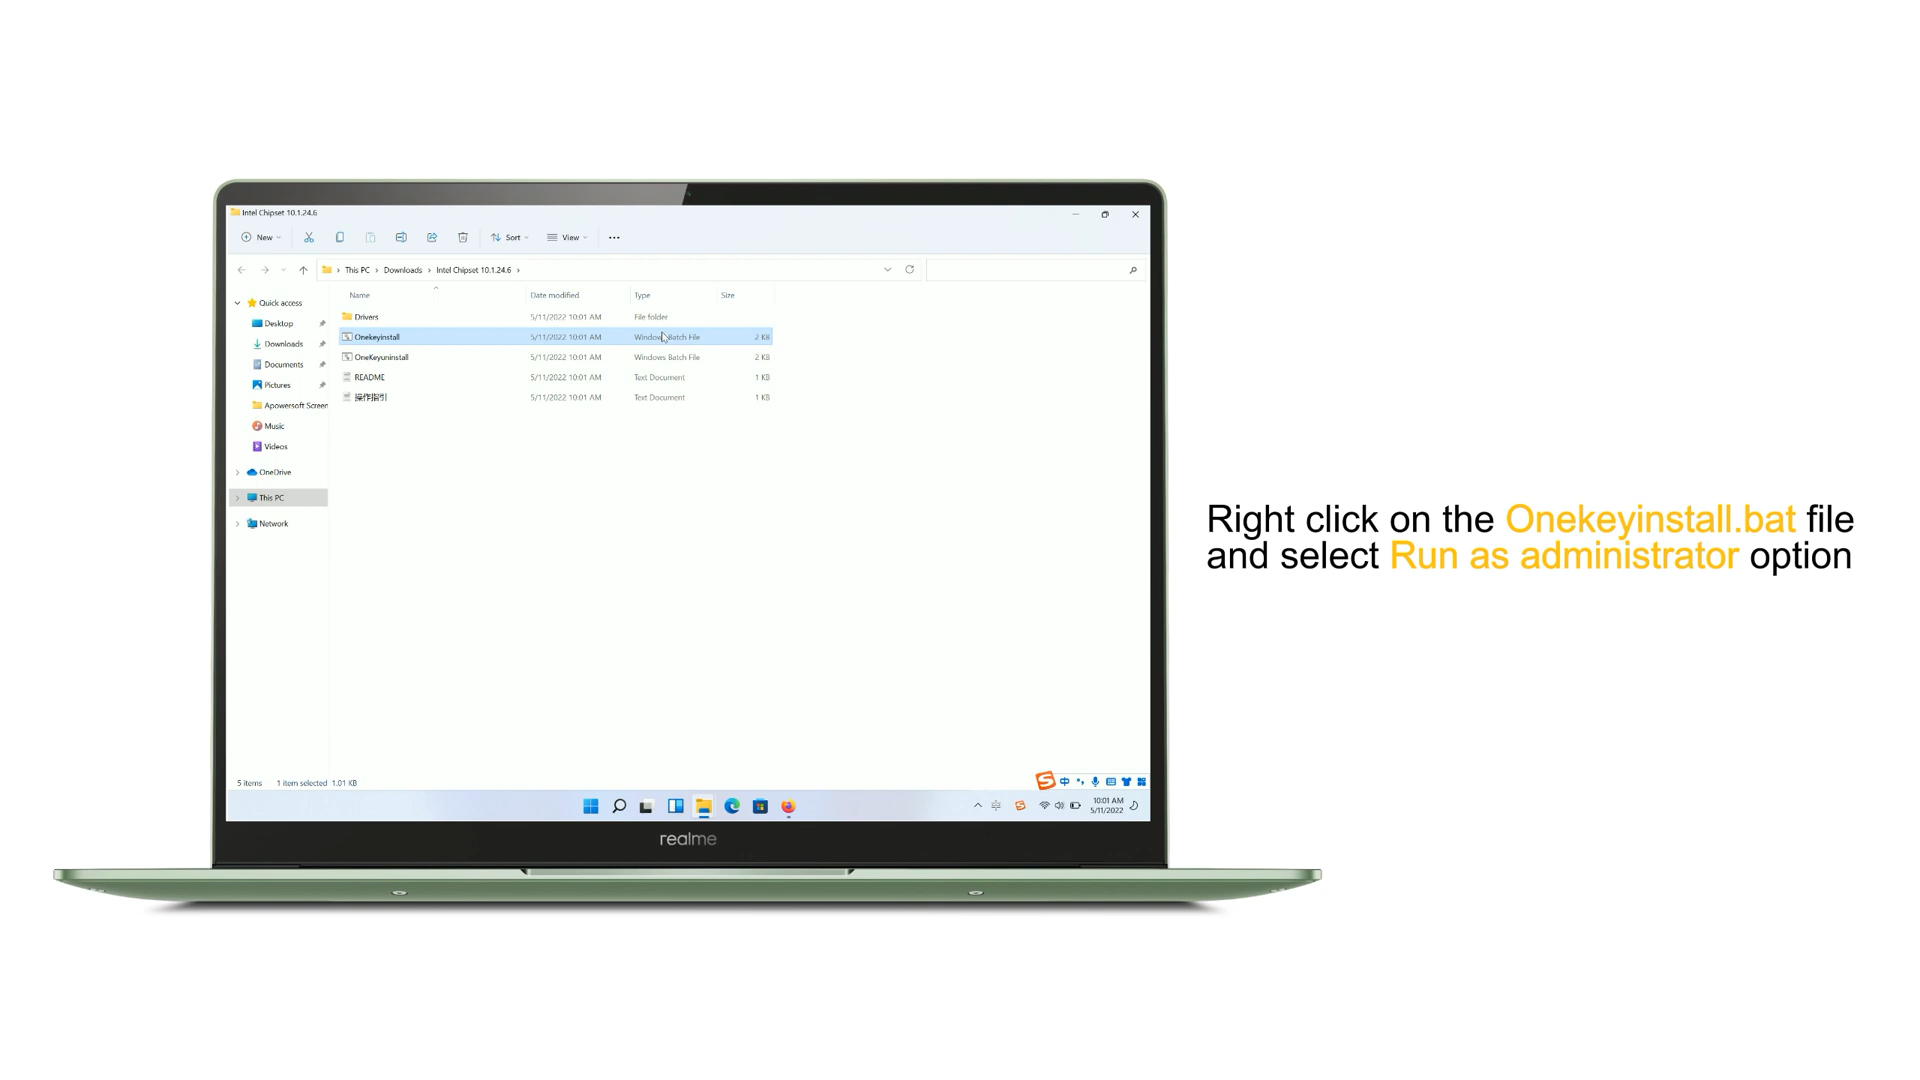 Intel Chipset 10.1.24.6
New
Sort
View
This PC > Downloads > Intel Chipset 10.1.24.6 >
Name Date modified Type Size
Quick access
Desktop
Downloads
Documents
Pictures
Apowersoft Screen
Music
Videos
OneDrive
This PC
Network
Drivers 5/11/2022 10:01 AM File folder
Onekeyinstall 5/11/2022 10:01 AM Windows Batch File 2 KB
OneKeyuninstall 5/11/2022 10:01 AM Windows Batch File 2 KB
README 5/11/2022 10:01 AM Text Document 1 KB
操作指引 5/11/2022 10:01 AM Text Document 1 KB
Right click on the Onekeyinstall.bat file
and select Run as administrator option
5 items 1 item selected 1.01 KB
中
10:01 AM
5/11/2022
realme